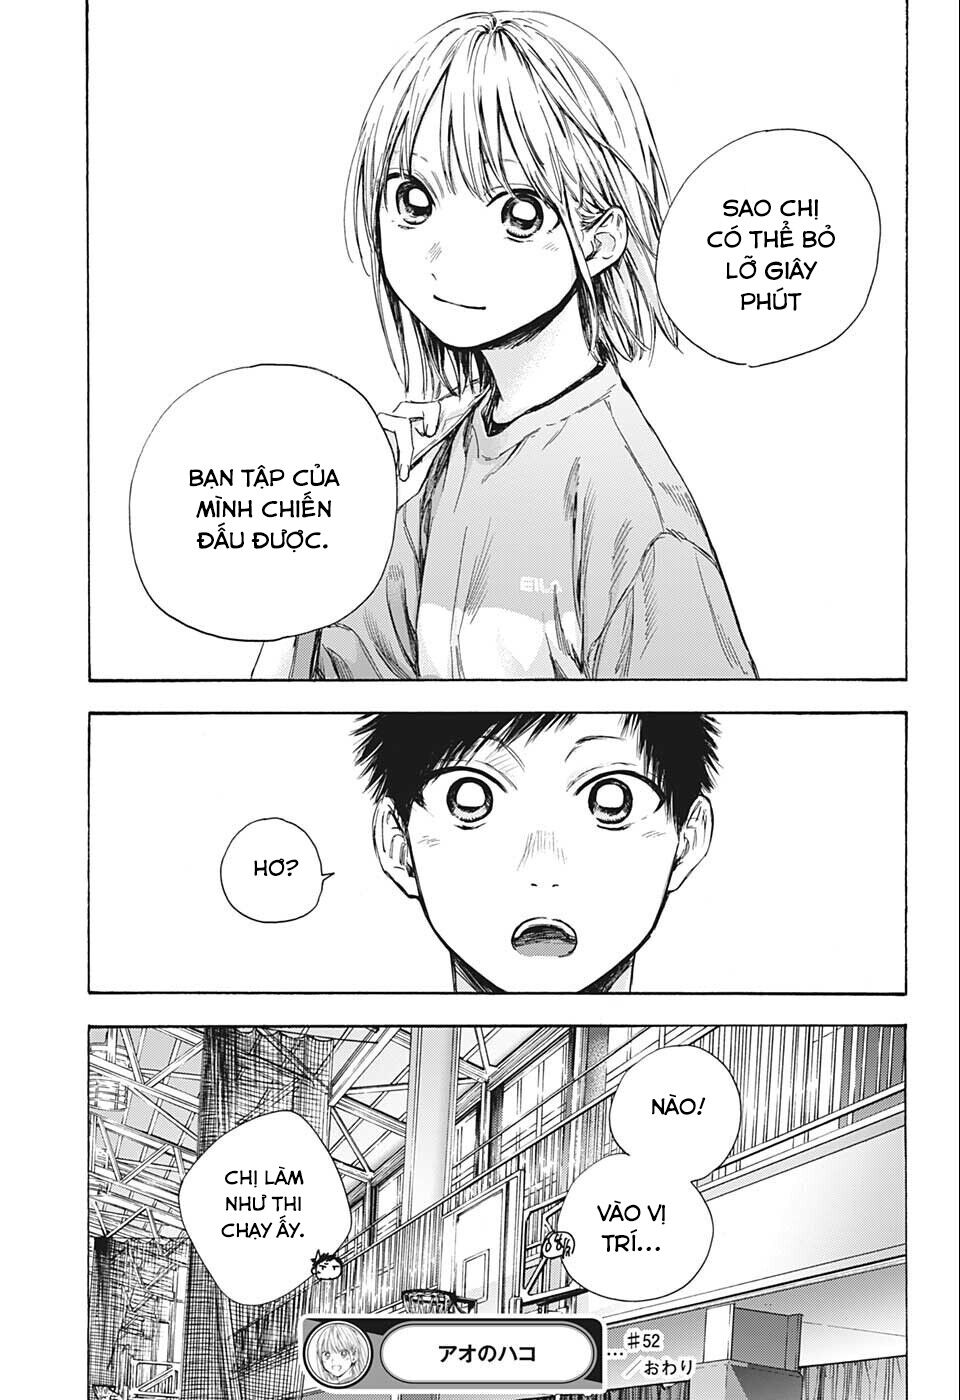 SAO CHỊ
CÓ THỂ BỎ
LỠ GIÂY
PHÚT
BẠN TẬP CỦA
MÌNH CHIẾN
ĐẤU ĐƯỢC.
EILA
HƠ?
NÀO!
VÀO VỊ
TRÍ...
CHỊ LÀM
NHƯ THI
CHẠY ẤY.
アオのハコ
...#52
／おわり